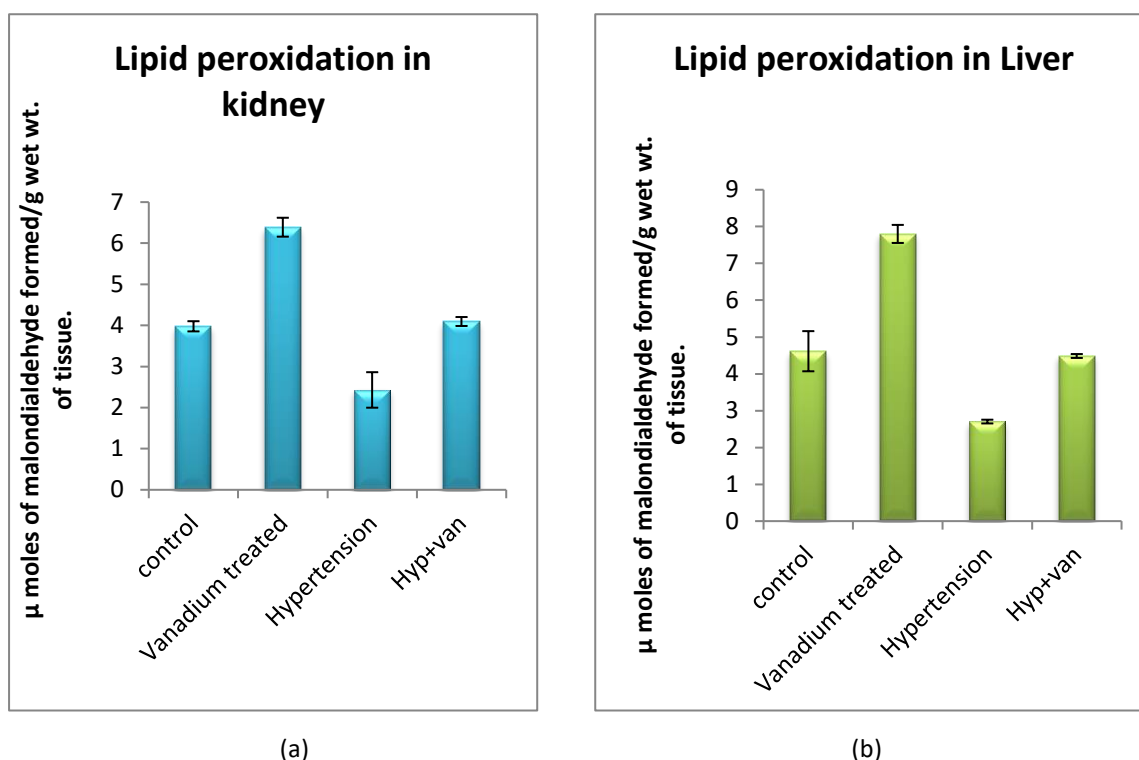 Lipid peroxidation in
kidney
μ moles of malondialdehyde formed/g wet wt.
of tissue.
7
6
5
4
3
2
1
0
control
Vanadium treated
Hypertension
Hyp+van
(a)
Lipid peroxidation in Liver
μ moles of malondialdehyde formed/g wet wt.
of tissue.
9
8
7
6
5
4
3
2
1
0
control
Vanadium treated
Hypertension
Hyp+van
(b)